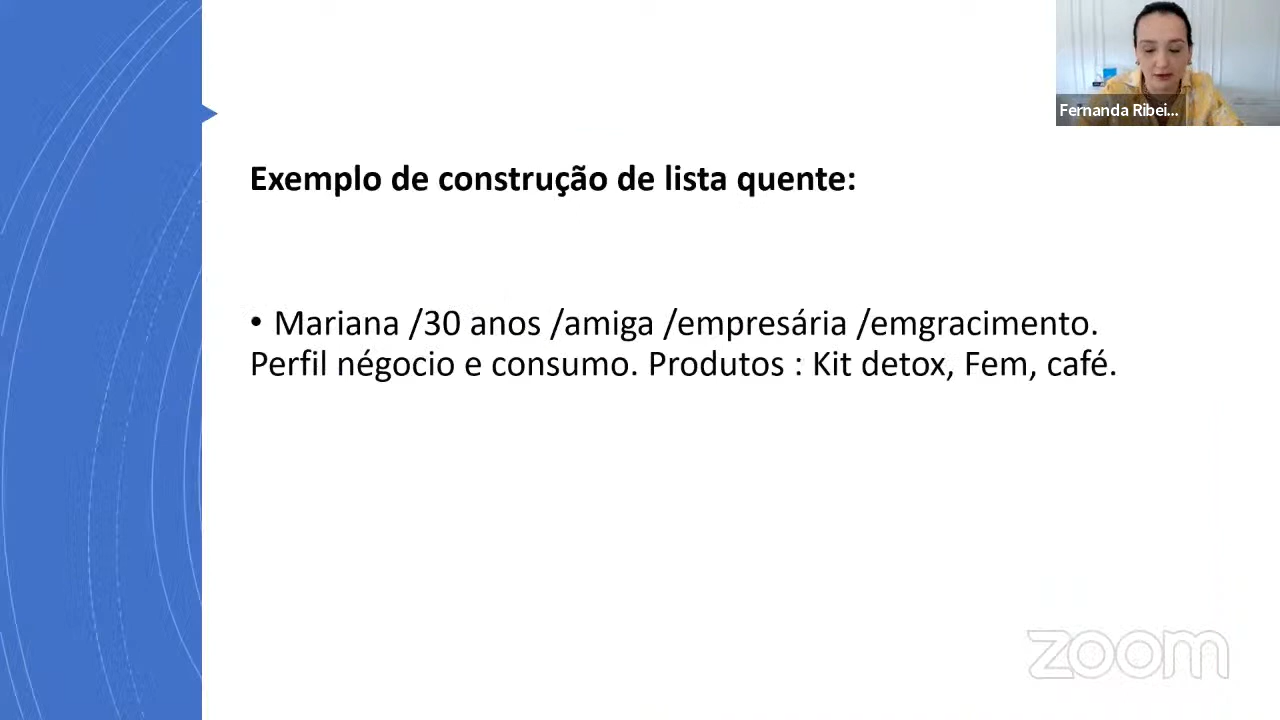 Fernanda Ribei...
Exemplo de construção de lista quente:
• Mariana /30 anos /amiga /empresária /emgracimento.
Perfil négocio e consumo. Produtos : Kit detox, Fem, café.
zoom